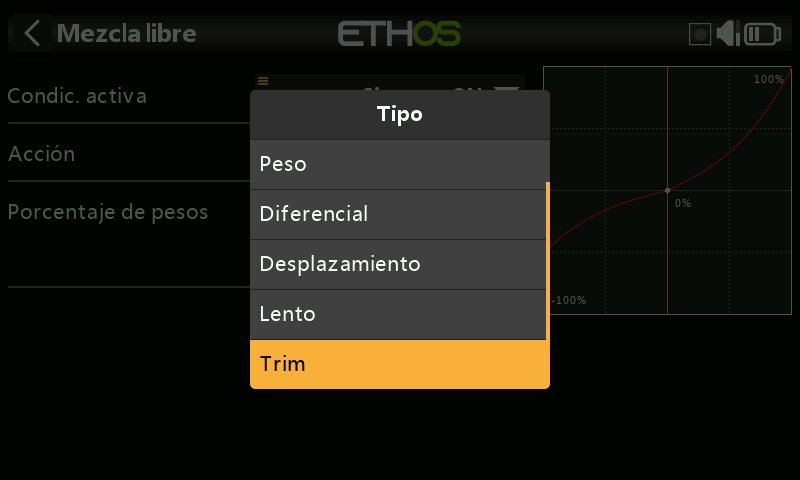 Mezcla libre
ETHOS
Condic. activa
Acción
Porcentaje de pesos
Tipo
Peso
Diferencial
Desplazamiento
Lento
Trim
100%
0%
-100%